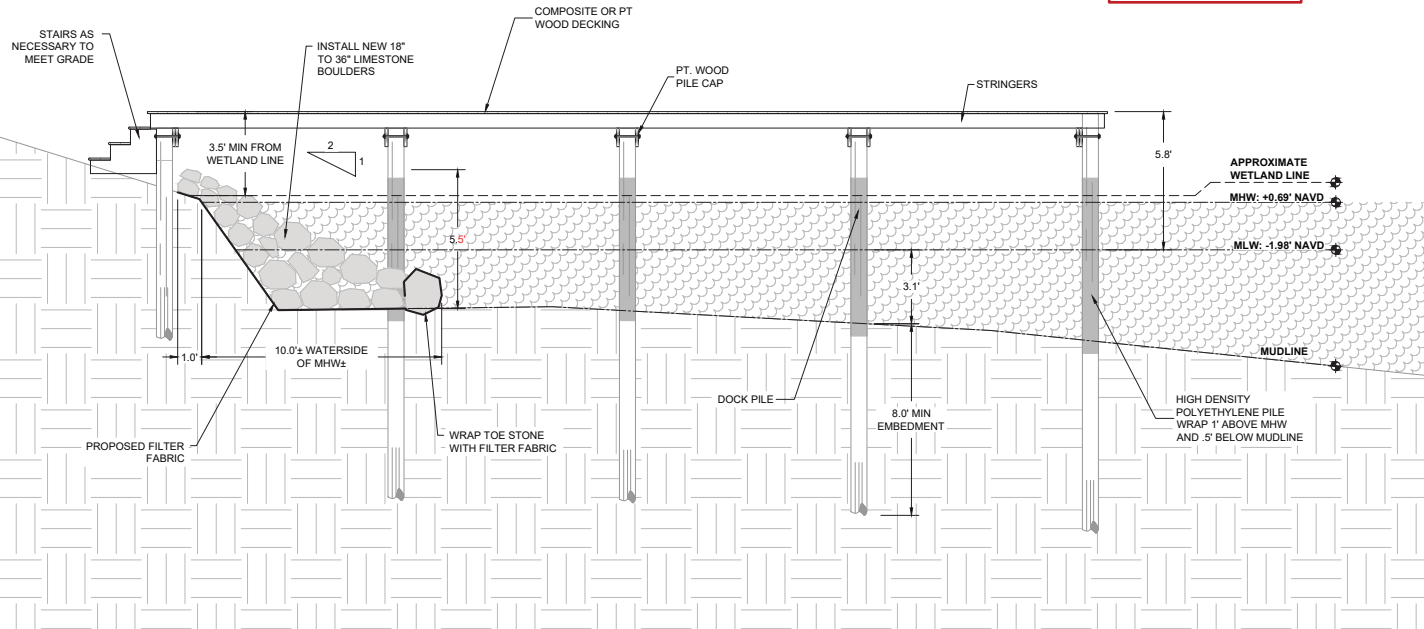 COMPOSITE OR PT
WOOD DECKING
STAIRS AS
NECESSARY TO
MEET GRADE
INSTALL NEW 18"
TO 36" LIMESTONE
BOULDERS
PT. WOOD
PILE CAP
STRINGERS
3.5' MIN FROM
WETLAND LINE
2
1
5.8'
APPROXIMATE
WETLAND LINE
MHW: +0.69' NAVD
5.5'
MLW: -1.98' NAVD
3.1'
1.0'
10.0'± WATERSIDE
OF MHW±
MUDLINE
DOCK PILE
8.0' MIN
EMBEDMENT
HIGH DENSITY
POLYETHYLENE PILE
WRAP 1' ABOVE MHW
AND .5' BELOW MUDLINE
PROPOSED FILTER
FABRIC
WRAP TOE STONE
WITH FILTER FABRIC